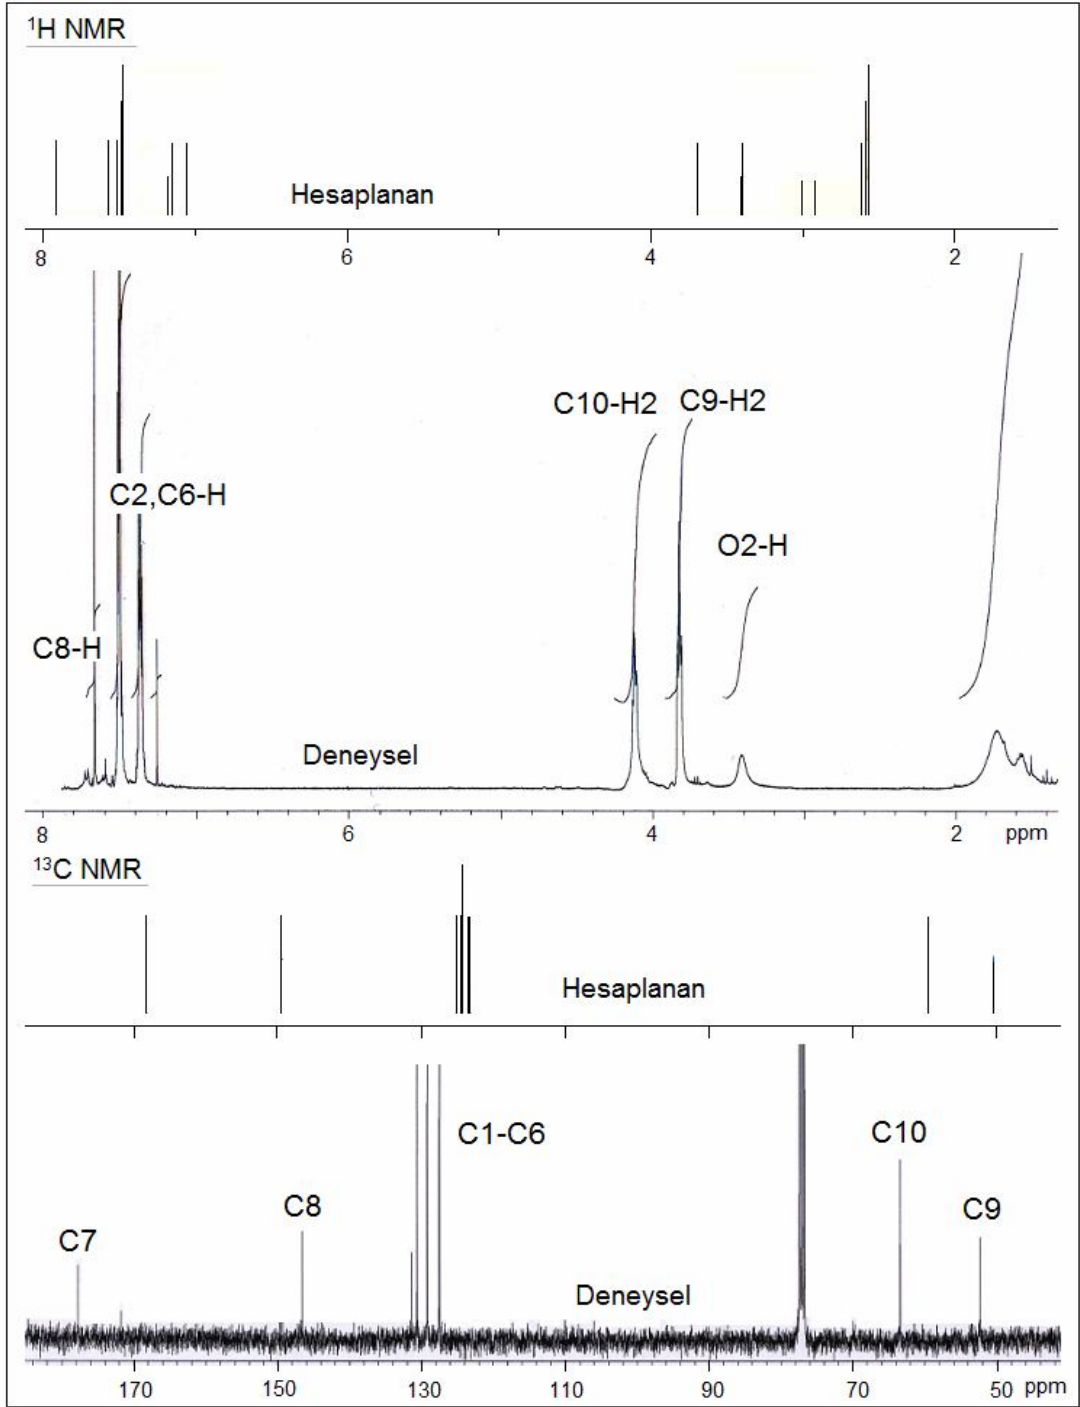 ¹H NMR
Hesaplanan
8 6 4 2
C10-H2 C9-H2
C2,C6-H
O2-H
C8-H
Deneysel
8 6 4 2 ppm
¹³C NMR
Hesaplanan
C1-C6
C10
C8
C9
C7
Deneysel
170 150 130 110 90 70 50 ppm